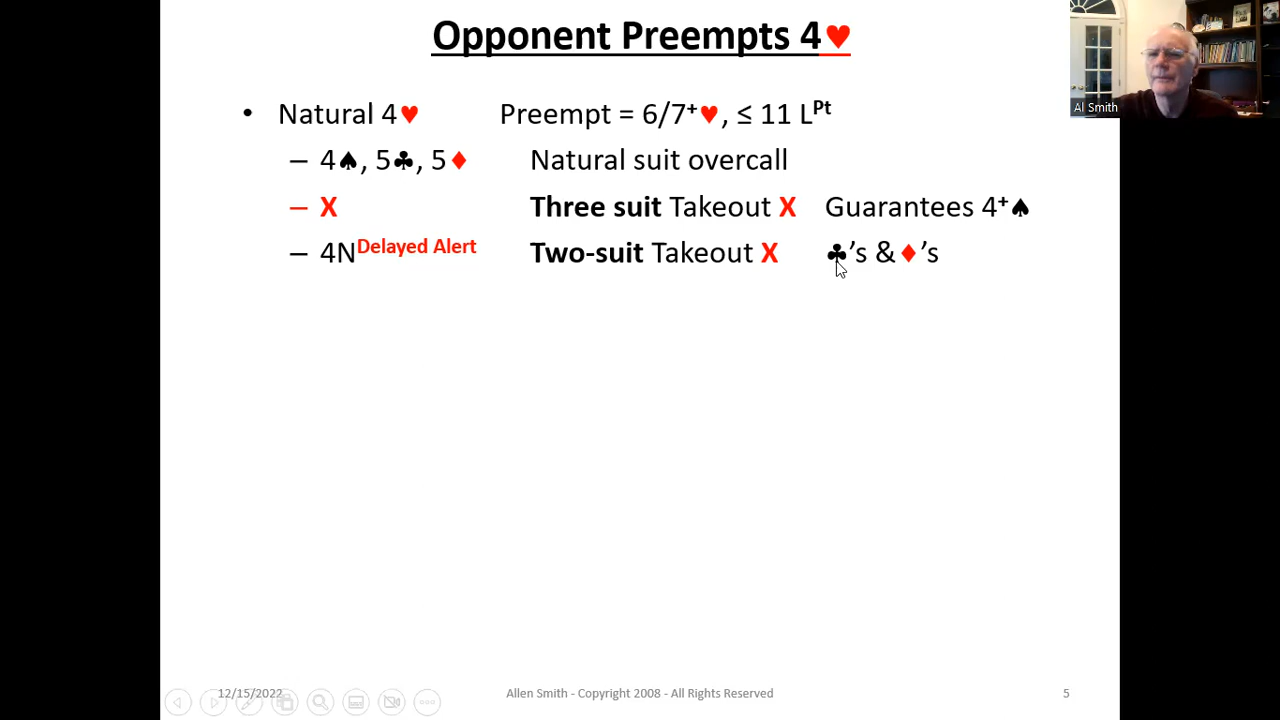 Opponent Preempts 4♥
Al Smith
• Natural 4♥ Preempt = 6/7⁺♥, ≤ 11 Lᴾᵗ
– 4♠, 5♣, 5♦ Natural suit overcall
– X Three suit Takeout X Guarantees 4⁺♠
– 4N Delayed Alert Two-suit Takeout X ♣’s & ♦’s
12/15/2022 Allen Smith - Copyright 2008 - All Rights Reserved 5